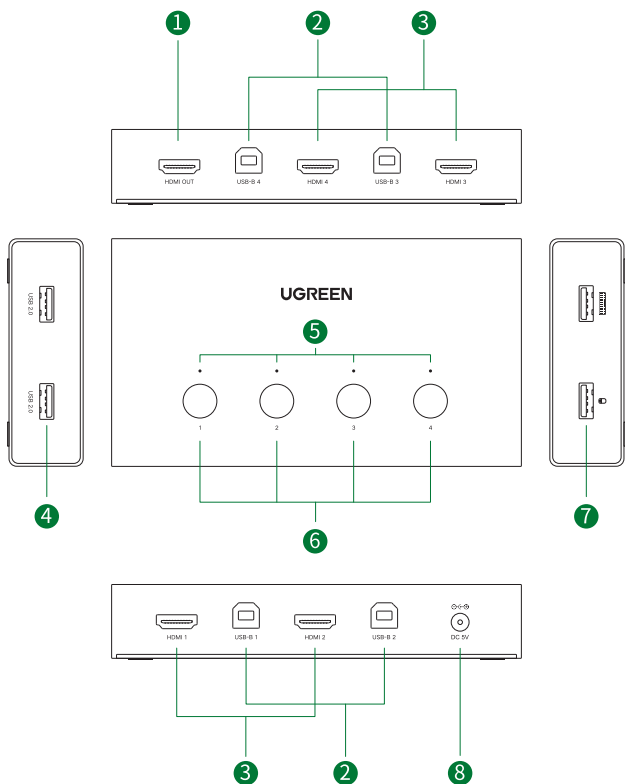 1 2 3
HDMI OUT USB-B 4 HDMI 4 USB-B 3 HDMI 3
UGREEN
USB 2.0
USB 2.0
5
1 2 3 4
4 6 7
HDMI 1 USB-B 1 HDMI 2 USB-B 2 DC 5V
3 2 8